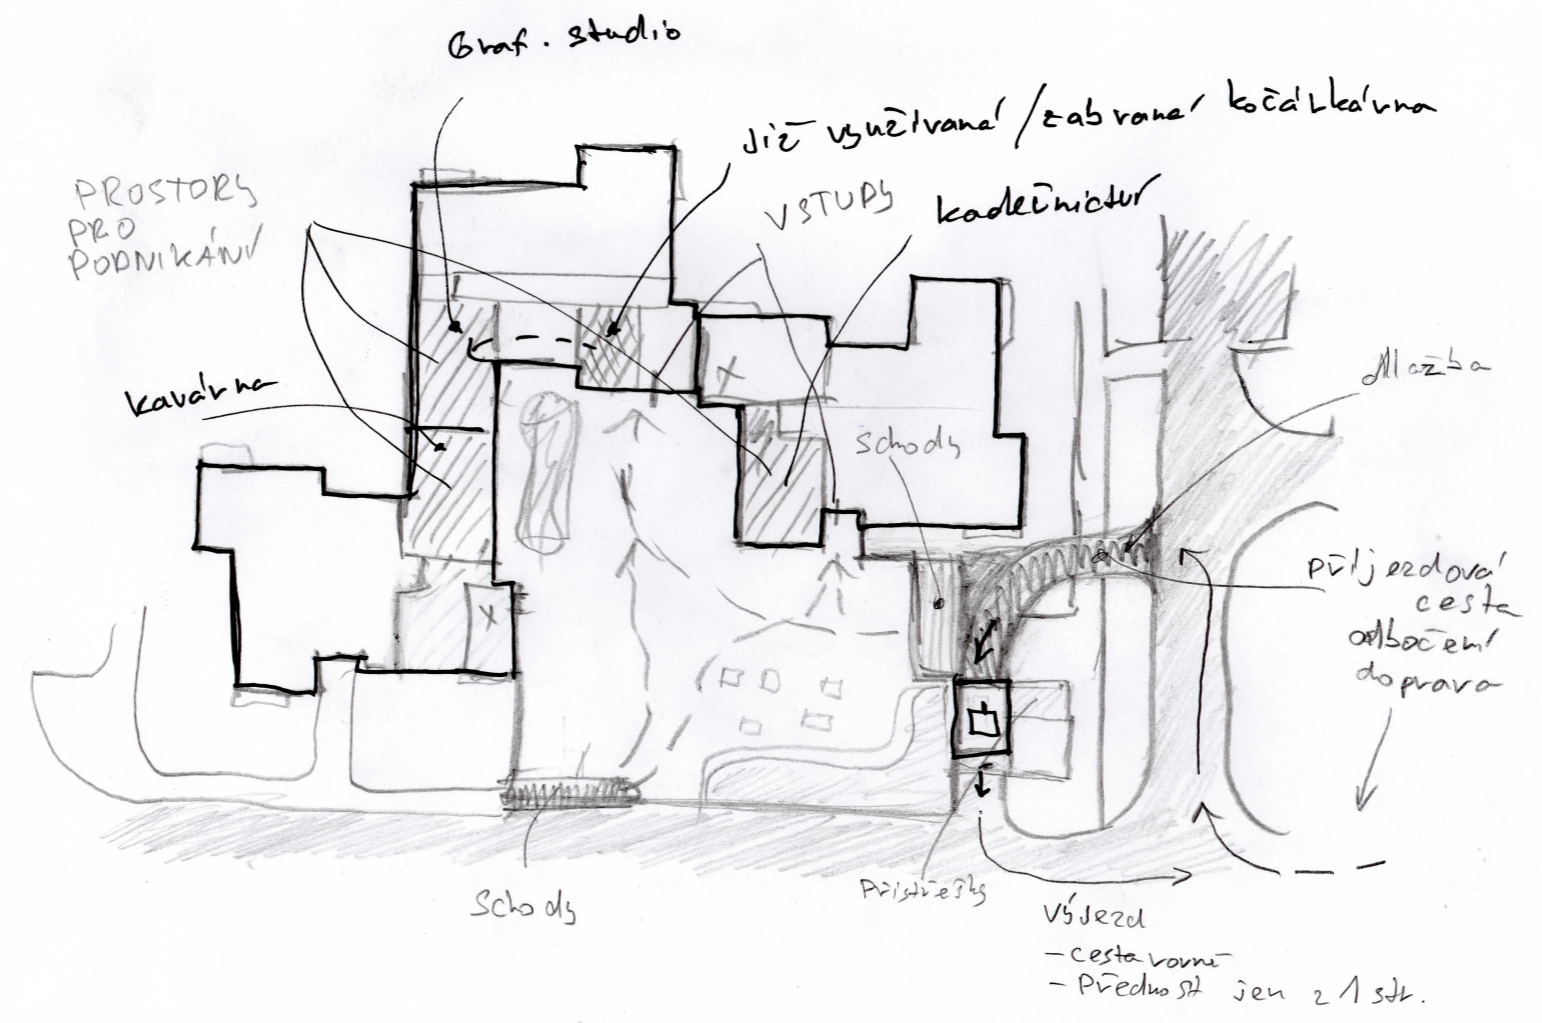 Graf. studio
Již využívaná / zabraná kočárkárna
PROSTORY
PRO
PODNIKÁNÍ
VSTUPY
kadeřnictví
kavárna
Dlažba
schody
X
X
příjezdová
cesta
odbočení
doprava
Schody
Přístřešky
Výjezd
- cesta rovně
- Přednost jen z 1 str.